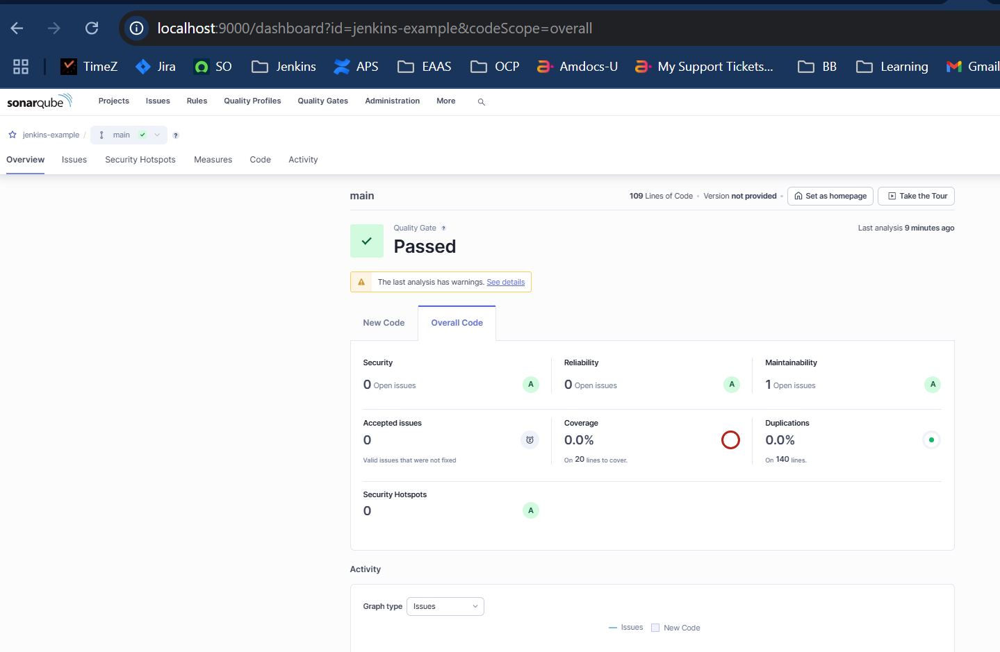 localhost:9000/dashboard?id=jenkins-example&codeScope=overall
TimeZ Jira SO Jenkins APS EAAS OCP Amdocs-U My Support Tickets... BB Learning Gmail
sonarqube Projects Issues Rules Quality Profiles Quality Gates Administration More
jenkins-example / main ?
Overview Issues Security Hotspots Measures Code Activity
main 109 Lines of Code • Version not provided • Set as homepage Take the Tour
Quality Gate ? Last analysis 9 minutes ago
Passed
The last analysis has warnings. See details
New Code Overall Code
Security Reliability Maintainability
0 Open issues A 0 Open issues A 1 Open issues A
Accepted issues Coverage Duplications
0 0.0% 0.0%
Valid issues that were not fixed On 20 lines to cover. On 140 lines.
Security Hotspots
0 A
Activity
Graph type Issues
Issues New Code